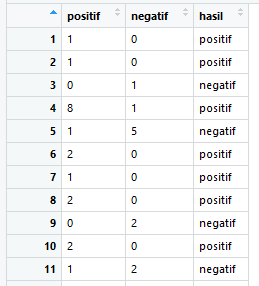 positif negatif hasil
1 1 0 positif
2 1 0 positif
3 0 1 negatif
4 8 1 positif
5 1 5 negatif
6 2 0 positif
7 1 0 positif
8 2 0 positif
9 0 2 negatif
10 2 0 positif
11 1 2 negatif